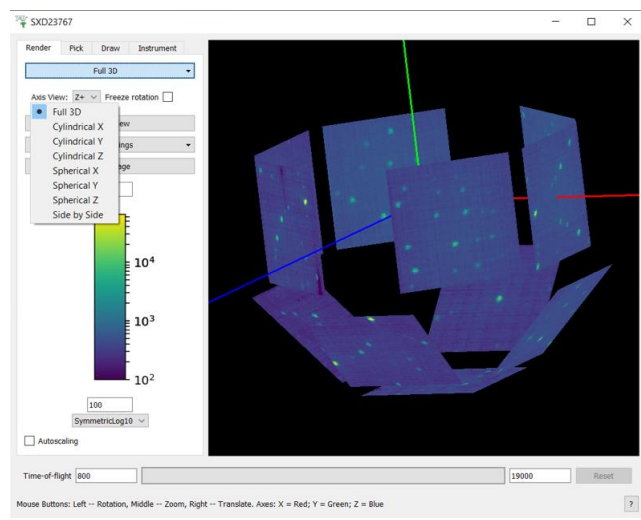 SXD23767
Render Pick Draw Instrument
Full 3D
Axis View: Z+ Freeze rotation
Full 3D
Cylindrical X
Cylindrical Y
Cylindrical Z
Spherical X
Spherical Y
Spherical Z
Side by Side
ew
ngs
age
10⁴
10³
10²
100
SymmetricLog10
Autoscaling
Time-of-flight 800 19000 Reset
Mouse Buttons: Left -- Rotation, Middle -- Zoom, Right -- Translate. Axes: X = Red; Y = Green; Z = Blue ?